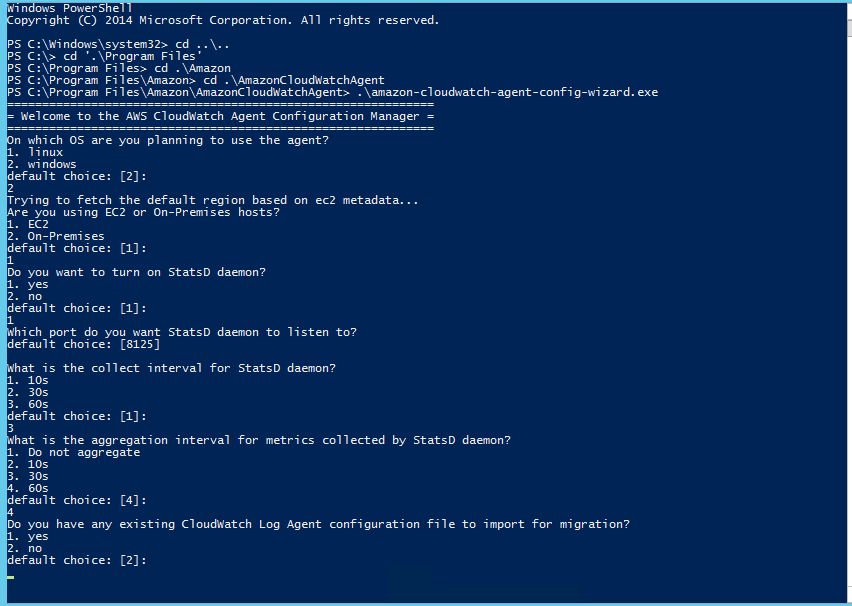 Windows PowerShell
Copyright (C) 2014 Microsoft Corporation. All rights reserved.
PS C:\Windows\system32> cd ..\..
PS C:\> cd '.\Program Files'
PS C:\Program Files> cd .\Amazon
PS C:\Program Files\Amazon> cd .\AmazonCloudWatchAgent
PS C:\Program Files\Amazon\AmazonCloudWatchAgent> .\amazon-cloudwatch-agent-config-wizard.exe
=============================================================
= Welcome to the AWS CloudWatch Agent Configuration Manager =
=============================================================
On which OS are you planning to use the agent?
1. linux
2. windows
default choice: [2]:
2
Trying to fetch the default region based on ec2 metadata...
Are you using EC2 or On-Premises hosts?
1. EC2
2. On-Premises
default choice: [1]:
1
Do you want to turn on StatsD daemon?
1. yes
2. no
default choice: [1]:
1
Which port do you want StatsD daemon to listen to?
default choice: [8125]
What is the collect interval for StatsD daemon?
1. 10s
2. 30s
3. 60s
default choice: [1]:
3
What is the aggregation interval for metrics collected by StatsD daemon?
1. Do not aggregate
2. 10s
3. 30s
4. 60s
default choice: [4]:
4
Do you have any existing CloudWatch Log Agent configuration file to import for migration?
1. yes
2. no
default choice: [2]: